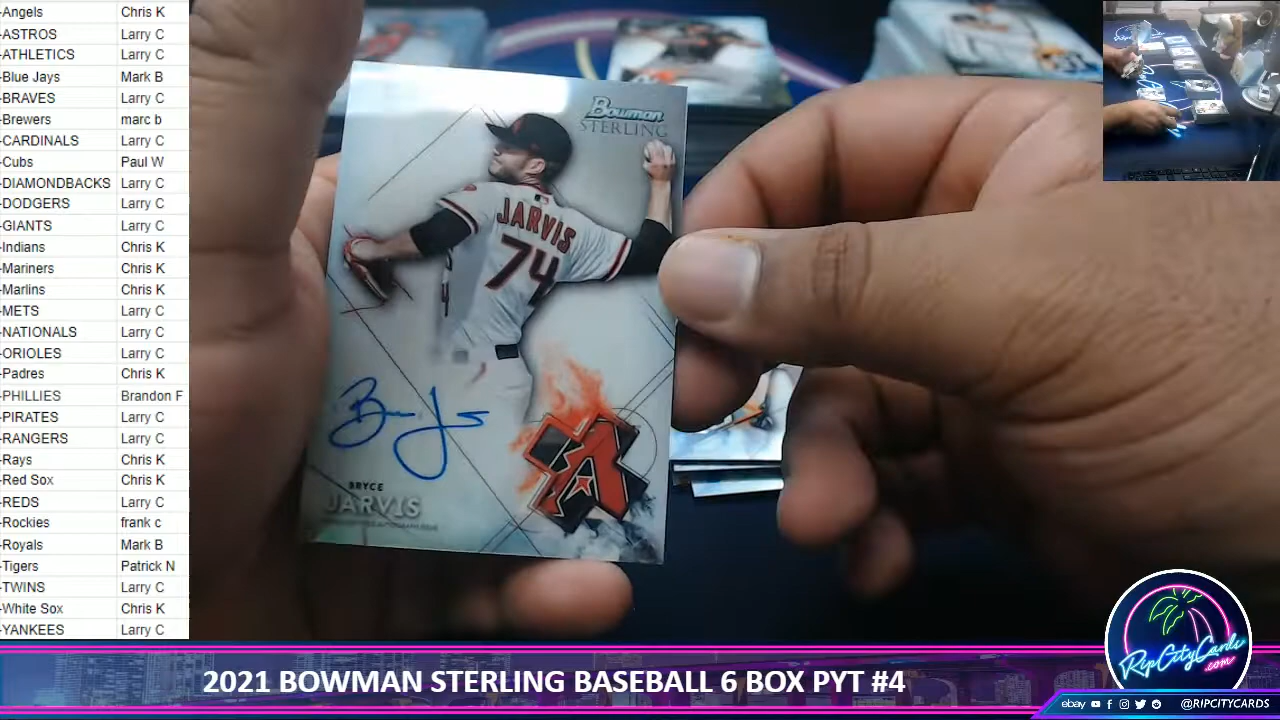 -Angels Chris K
-ASTROS Larry C
-ATHLETICS Larry C
-Blue Jays Mark B
-BRAVES Larry C
-Brewers marc b
-CARDINALS Larry C
-Cubs Paul W
-DIAMONDBACKS Larry C
-DODGERS Larry C
-GIANTS Larry C
-Indians Chris K
-Mariners Chris K
-Marlins Chris K
-METS Larry C
-NATIONALS Larry C
-ORIOLES Larry C
-Padres Chris K
-PHILLIES Brandon F
-PIRATES Larry C
-RANGERS Larry C
-Rays Chris K
-Red Sox Chris K
-REDS Larry C
-Rockies frank c
-Royals Mark B
-Tigers Patrick N
-TWINS Larry C
-White Sox Chris K
-YANKEES Larry C
Bowman
STERLING
JARVIS
74
BRYCE
JARVIS
RipCityCards
.com
2021 BOWMAN STERLING BASEBALL 6 BOX PYT #4
ebay @RIPCITYCARDS